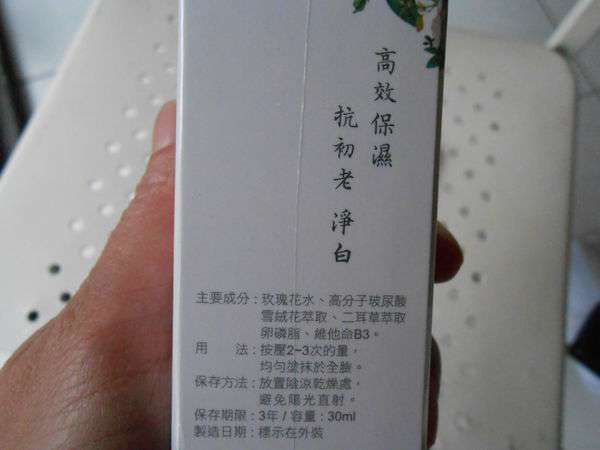 高效保濕
抗初老 淨白
主要成分：玫瑰花水、高分子玻尿酸
雪絨花萃取、二耳草萃取
卵磷脂、維他命B3。
用　　法：按壓2~3次的量，
均勻塗抹於全臉。
保存方法：放置陰涼乾燥處，
避免陽光直射。
保存期限：3年 / 容量：30ml
製造日期：標示在外裝